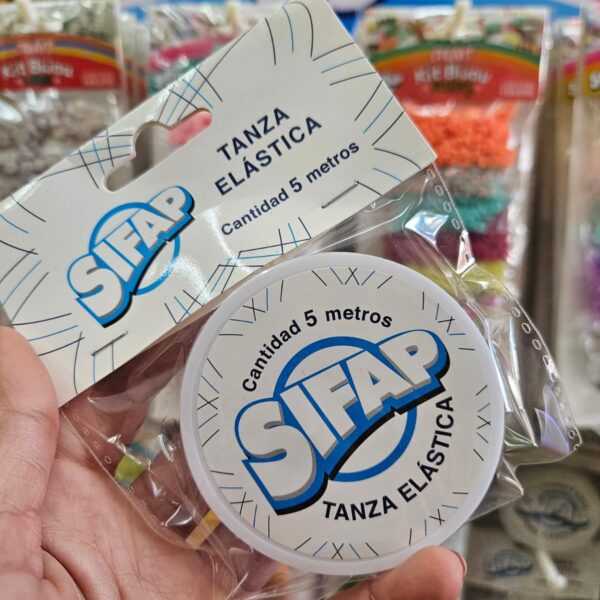 Kit Bijou
Kit Bijou
TANZA
ELÁSTICA
Cantidad 5 metros
SIFAP
Cantidad 5 metros
SIFAP
TANZA ELÁSTICA